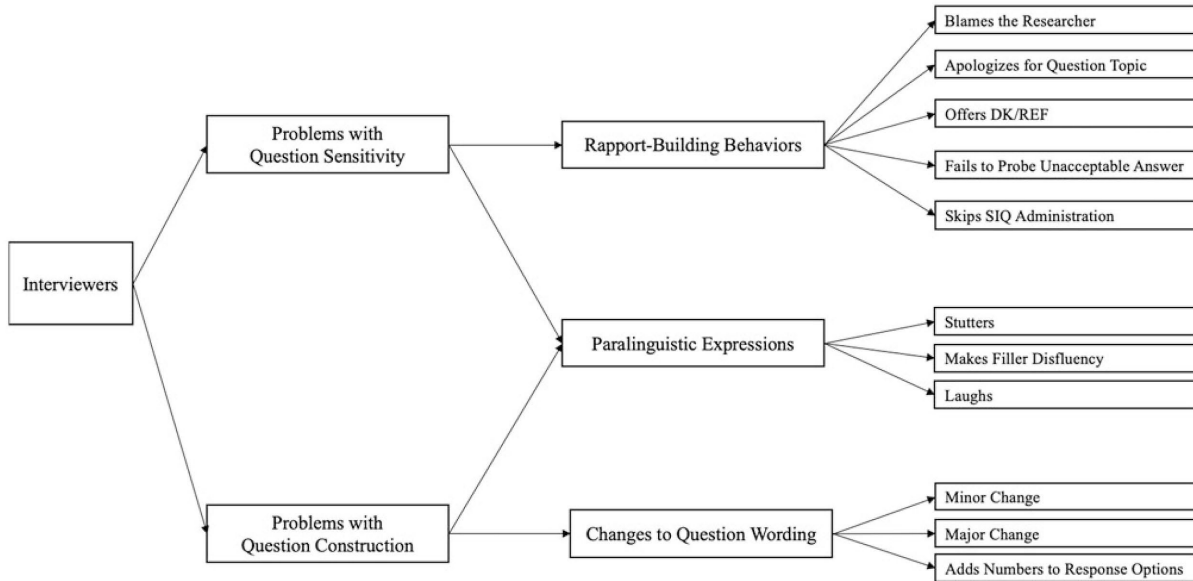 Interviewers
Problems with
Question Sensitivity
Problems with
Question Construction
Rapport-Building Behaviors
Paralinguistic Expressions
Changes to Question Wording
Blames the Researcher
Apologizes for Question Topic
Offers DK/REF
Fails to Probe Unacceptable Answer
Skips SIQ Administration
Stutters
Makes Filler Disfluency
Laughs
Minor Change
Major Change
Adds Numbers to Response Options